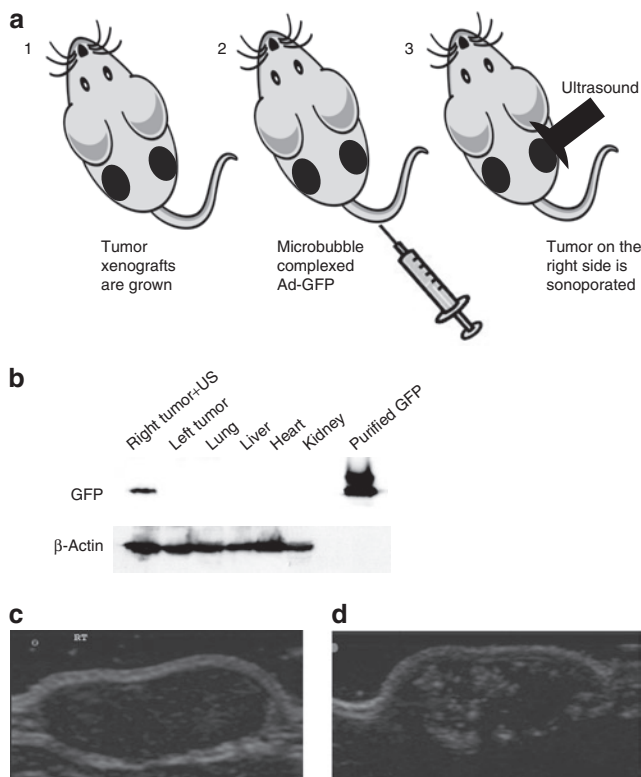 a
1
2
3
Ultrasound
Tumor
xenografts
are grown
Microbubble
complexed
Ad-GFP
Tumor on the
right side is
sonoporated
b
Right tumor+US
Left tumor
Lung
Liver
Heart
Kidney
Purified GFP
GFP
β-Actin
c
d
RT